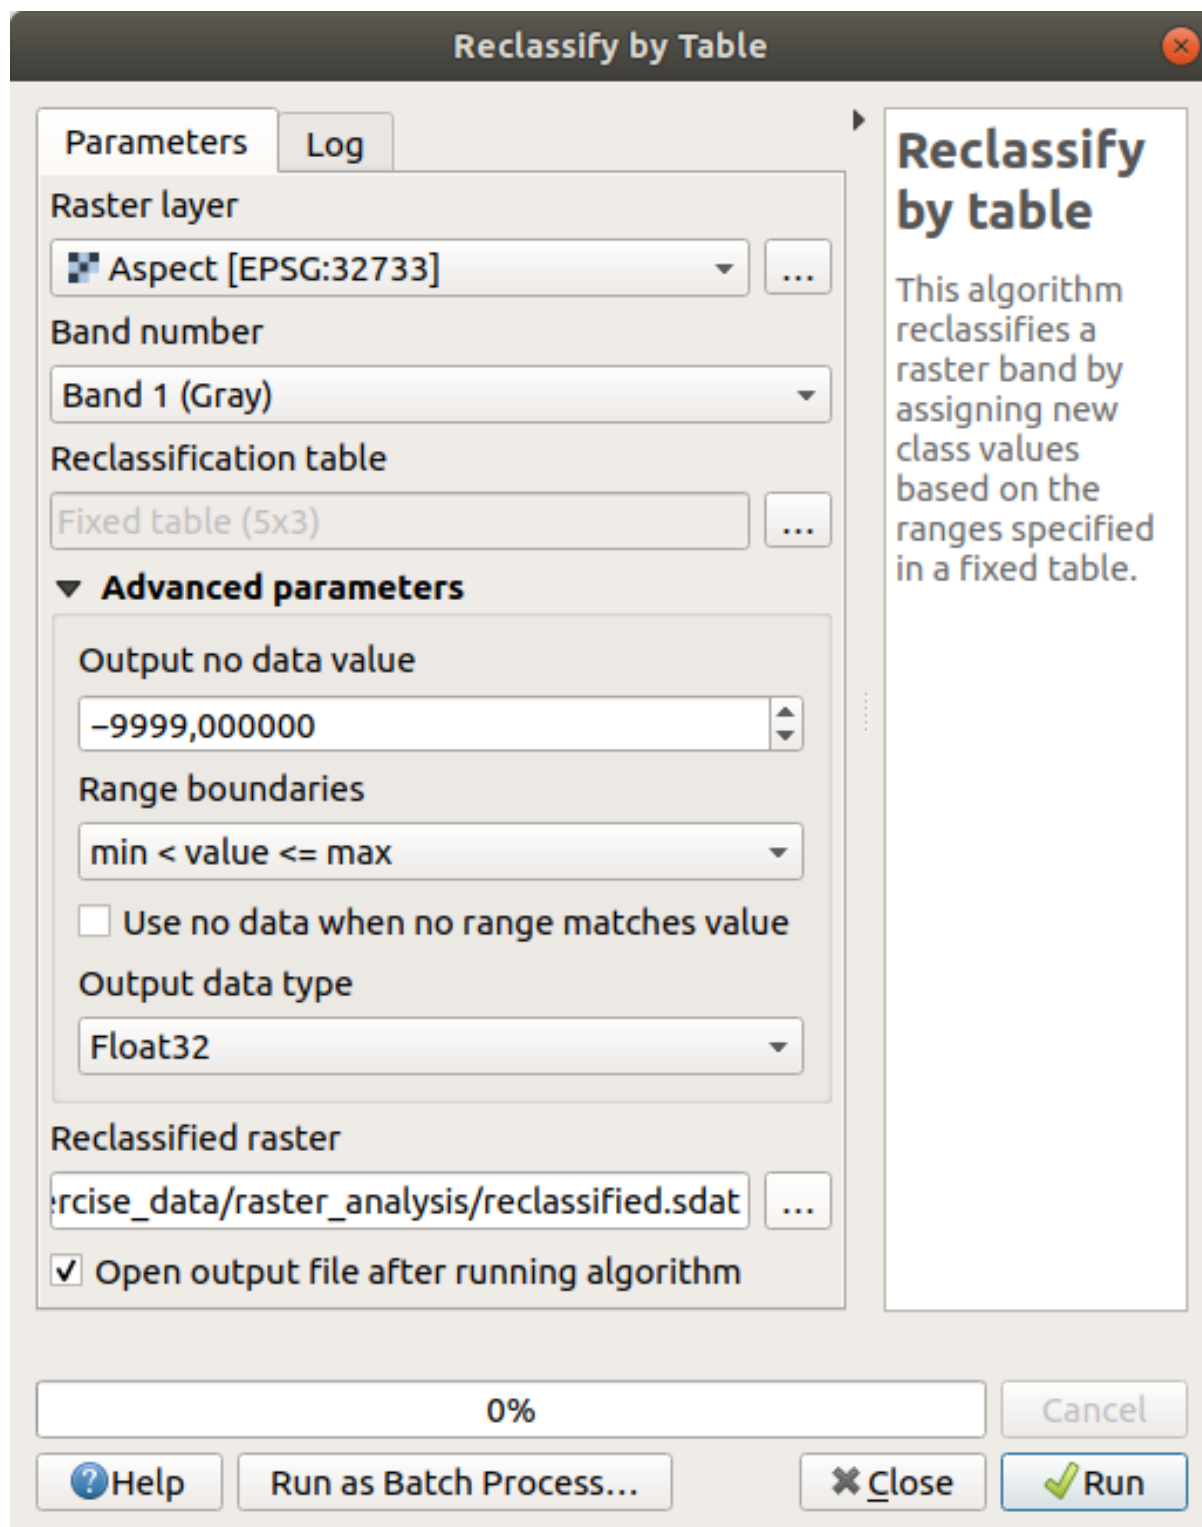 Reclassify by Table
Parameters
Log
Raster layer
Aspect [EPSG:32733]
...
Band number
Band 1 (Gray)
Reclassification table
Fixed table (5x3)
...
Advanced parameters
Output no data value
−9999,000000
Range boundaries
min < value <= max
Use no data when no range matches value
Output data type
Float32
Reclassified raster
rcise_data/raster_analysis/reclassified.sdat
...
Open output file after running algorithm
Reclassify
by table
This algorithm
reclassifies a
raster band by
assigning new
class values
based on the
ranges specified
in a fixed table.
0%
Cancel
Help
Run as Batch Process...
Close
Run